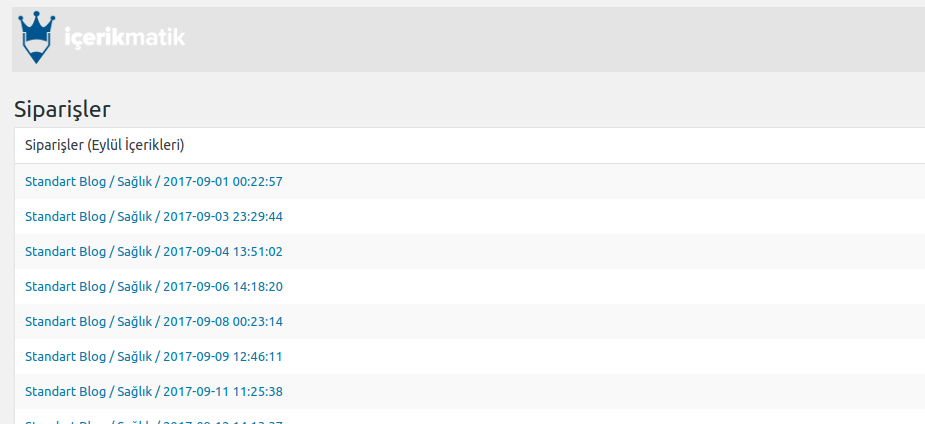 içerikmatik
Siparişler
Siparişler (Eylül İçerikleri)
Standart Blog / Sağlık / 2017-09-01 00:22:57
Standart Blog / Sağlık / 2017-09-03 23:29:44
Standart Blog / Sağlık / 2017-09-04 13:51:02
Standart Blog / Sağlık / 2017-09-06 14:18:20
Standart Blog / Sağlık / 2017-09-08 00:23:14
Standart Blog / Sağlık / 2017-09-09 12:46:11
Standart Blog / Sağlık / 2017-09-11 11:25:38